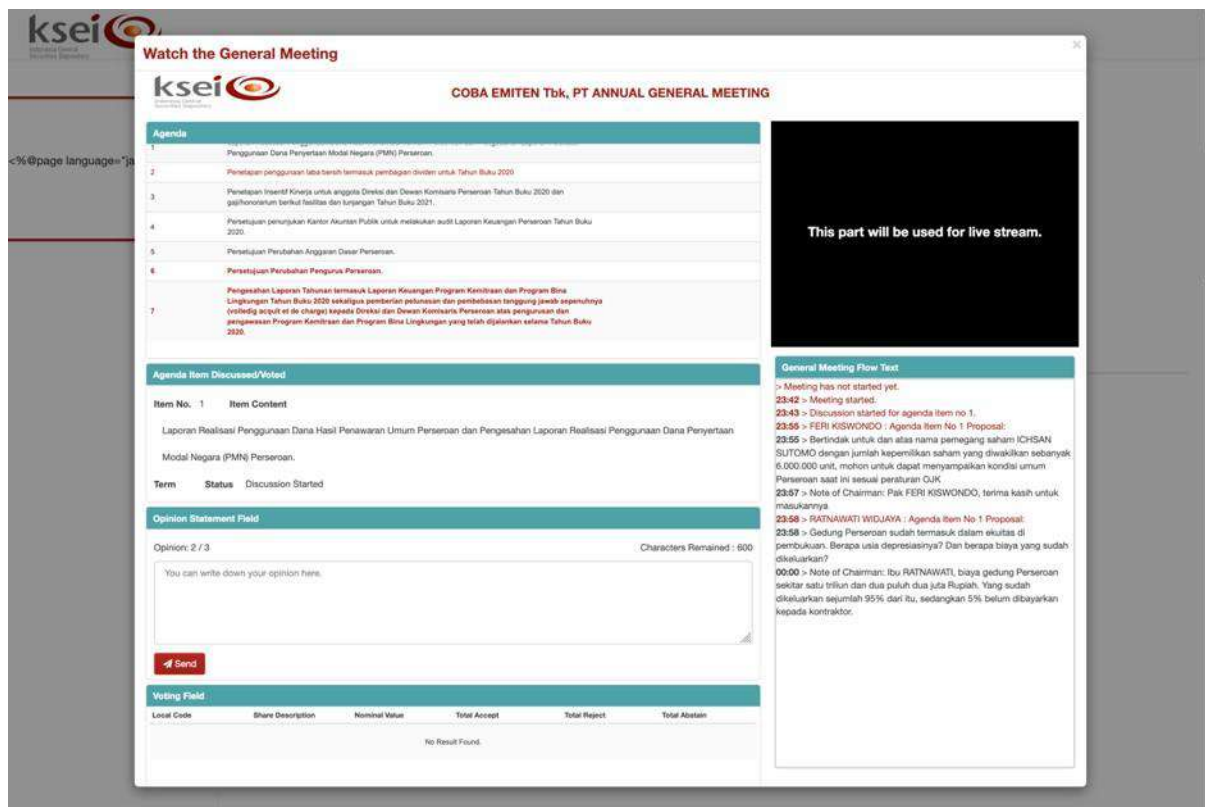 ksei
<%@page language="ja
Watch the General Meeting
×
ksei
COBA EMITEN Tbk, PT ANNUAL GENERAL MEETING
Agenda
1
Penggunaan Dana Penyertaan Modal Negara (PMN) Perseroan.
2 Penetapan penggunaan laba bersih termasuk pembagian dividen untuk Tahun Buku 2020
3 Penetapan Insentif Kinerja untuk anggota Direksi dan Dewan Komisaris Perseroan Tahun Buku 2020 dan
gaji/honorarium berikut fasilitas dan tunjangan Tahun Buku 2021.
4 Persetujuan penunjukan Kantor Akuntan Publik untuk melakukan audit Laporan Keuangan Perseroan Tahun Buku
2020.
5 Persetujuan Perubahan Anggaran Dasar Perseroan.
6 Persetujuan Perubahan Pengurus Perseroan.
7 Pengesahan Laporan Tahunan termasuk Laporan Keuangan Program Kemitraan dan Program Bina
Lingkungan Tahun Buku 2020 sekaligus pemberian pelunasan dan pembebasan tanggung jawab sepenuhnya
(volledig acquit et de charge) kepada Direksi dan Dewan Komisaris Perseroan atas pengurusan dan
pengawasan Program Kemitraan dan Program Bina Lingkungan yang telah dijalankan selama Tahun Buku
2020.
This part will be used for live stream.
Agenda Item Discussed/Voted
Item No. 1 Item Content
Laporan Realisasi Penggunaan Dana Hasil Penawaran Umum Perseroan dan Pengesahan Laporan Realisasi Penggunaan Dana Penyertaan
Modal Negara (PMN) Perseroan.
Term Status Discussion Started
Opinion Statement Field
Opinion: 2 / 3 Characters Remained : 600
You can write down your opinion here.
Send
Voting Field
Local Code Share Description Nominal Value Total Accept Total Reject Total Abstain
No Result Found.
General Meeting Flow Text
> Meeting has not started yet.
23:42 > Meeting started.
23:43 > Discussion started for agenda item no 1.
23:55 > FERI KISWONDO : Agenda Item No 1 Proposal:
23:55 > Bertindak untuk dan atas nama pemegang saham ICHSAN
SUTOMO dengan jumlah kepemilikan saham yang diwakilkan sebanyak
6.000.000 unit, mohon untuk dapat menyampaikan kondisi umum
Perseroan saat ini sesuai peraturan OJK
23:57 > Note of Chairman: Pak FERI KISWONDO, terima kasih untuk
masukannya
23:58 > RATNAWATI WIDJAYA : Agenda Item No 1 Proposal:
23:58 > Gedung Perseroan sudah termasuk dalam ekuitas di
pembukuan. Berapa usia depresiasinya? Dan berapa biaya yang sudah
dikeluarkan?
00:00 > Note of Chairman: Ibu RATNAWATI, biaya gedung Perseroan
sekitar satu triliun dan dua puluh dua juta Rupiah. Yang sudah
dikeluarkan sejumlah 95% dari itu, sedangkan 5% belum dibayarkan
kepada kontraktor.